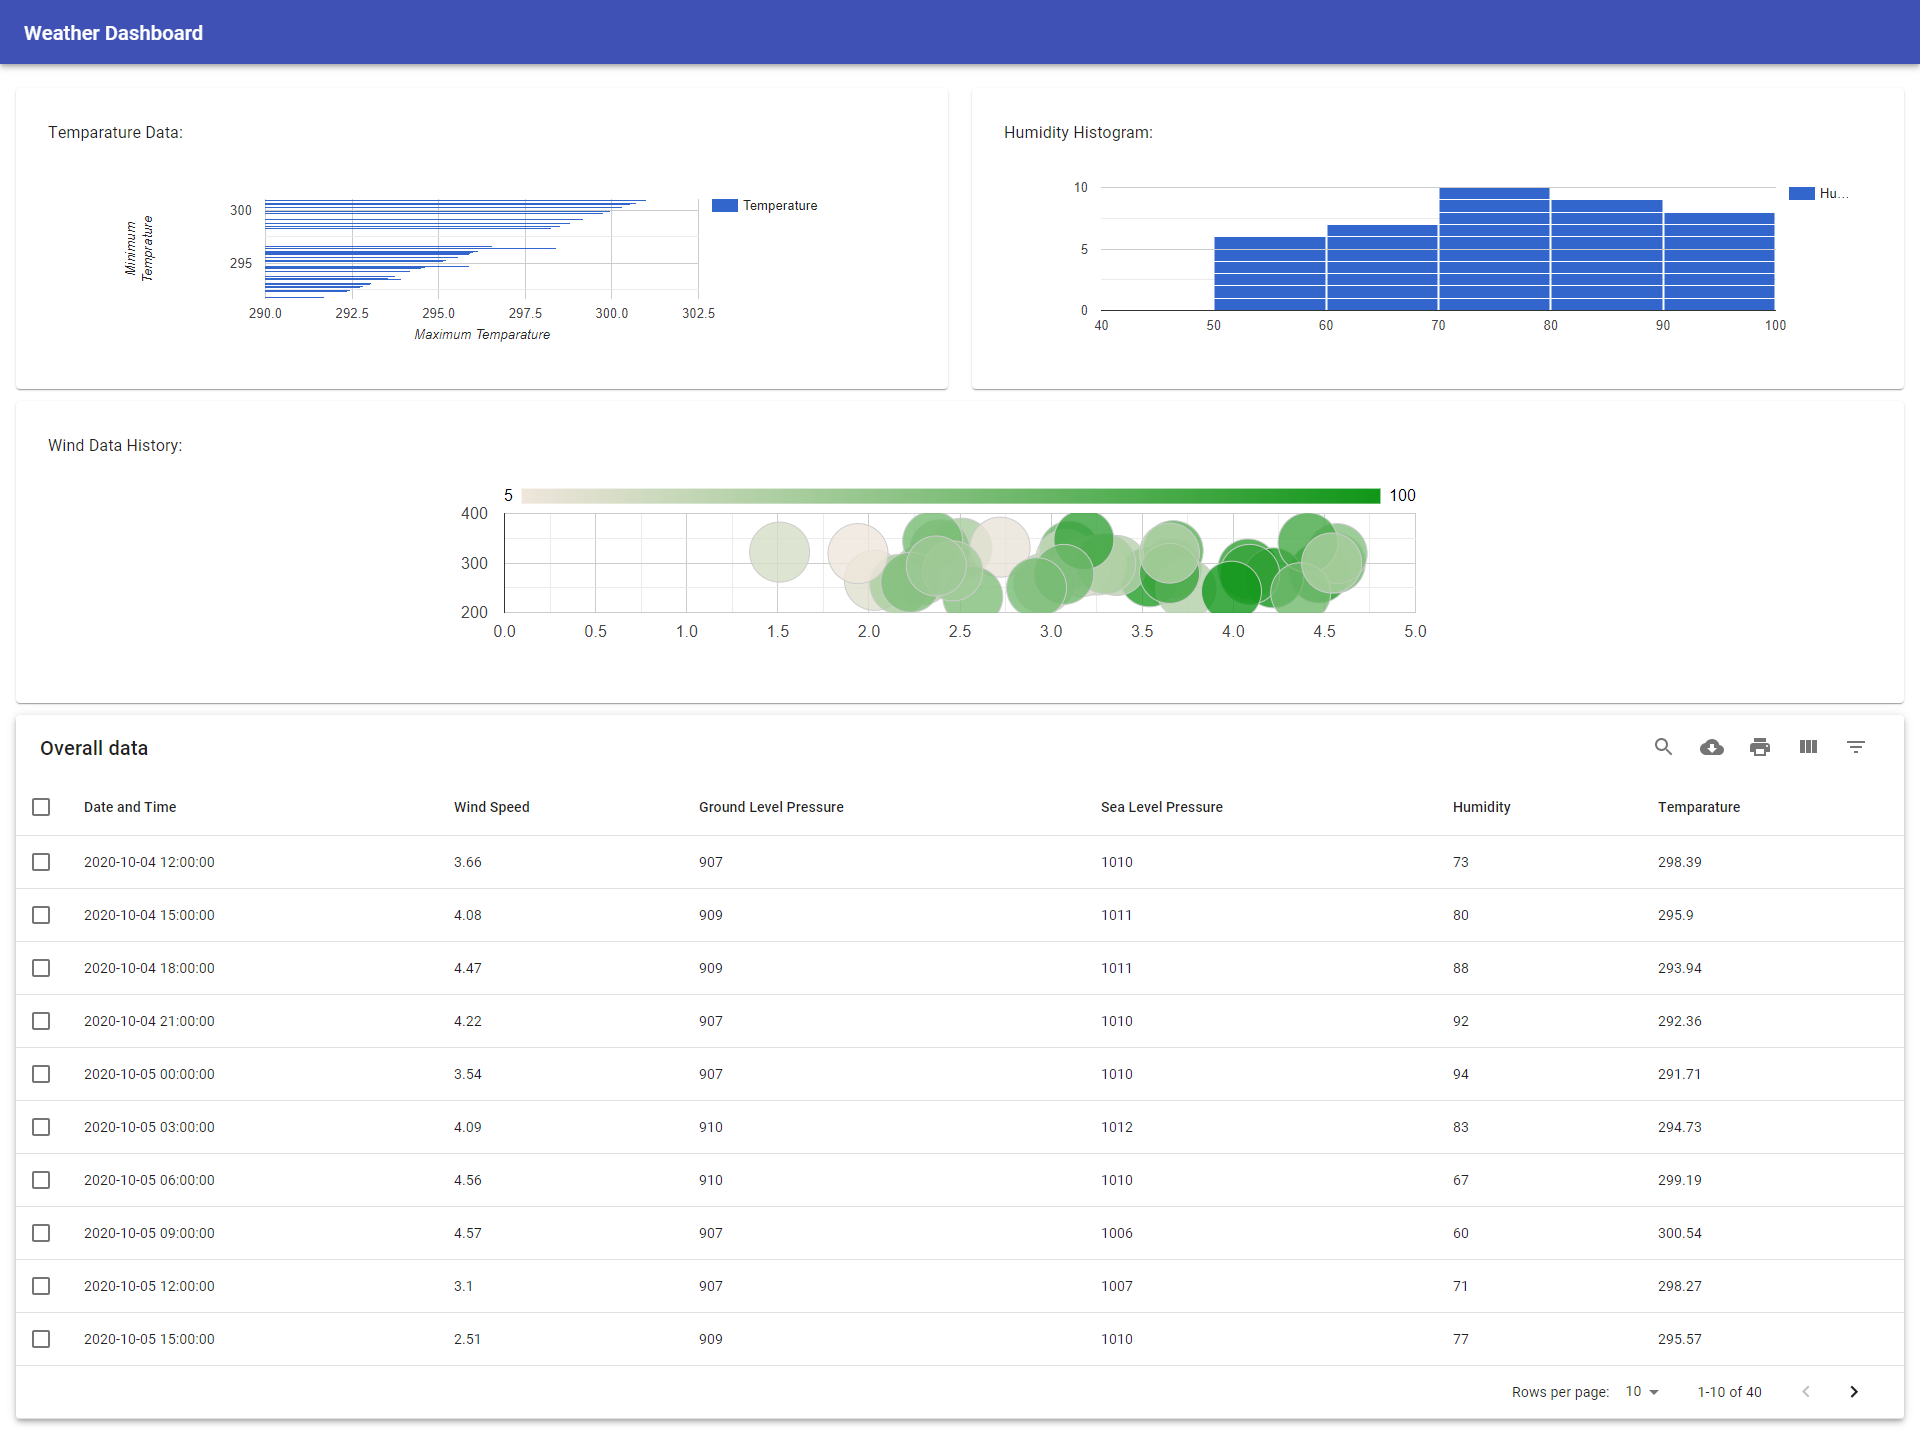 Weather Dashboard
Temparature Data:
Minimum
Temprature
300
295
290.0 292.5 295.0 297.5 300.0 302.5
Maximum Temparature
Temperature
Humidity Histogram:
10
5
0
40 50 60 70 80 90 100
Hu...
Wind Data History:
5 100
400
300
200
0.0 0.5 1.0 1.5 2.0 2.5 3.0 3.5 4.0 4.5 5.0
Overall data
Date and Time Wind Speed Ground Level Pressure Sea Level Pressure Humidity Temparature
2020-10-04 12:00:00 3.66 907 1010 73 298.39
2020-10-04 15:00:00 4.08 909 1011 80 295.9
2020-10-04 18:00:00 4.47 909 1011 88 293.94
2020-10-04 21:00:00 4.22 907 1010 92 292.36
2020-10-05 00:00:00 3.54 907 1010 94 291.71
2020-10-05 03:00:00 4.09 910 1012 83 294.73
2020-10-05 06:00:00 4.56 910 1010 67 299.19
2020-10-05 09:00:00 4.57 907 1006 60 300.54
2020-10-05 12:00:00 3.1 907 1007 71 298.27
2020-10-05 15:00:00 2.51 909 1010 77 295.57
Rows per page: 10 1-10 of 40